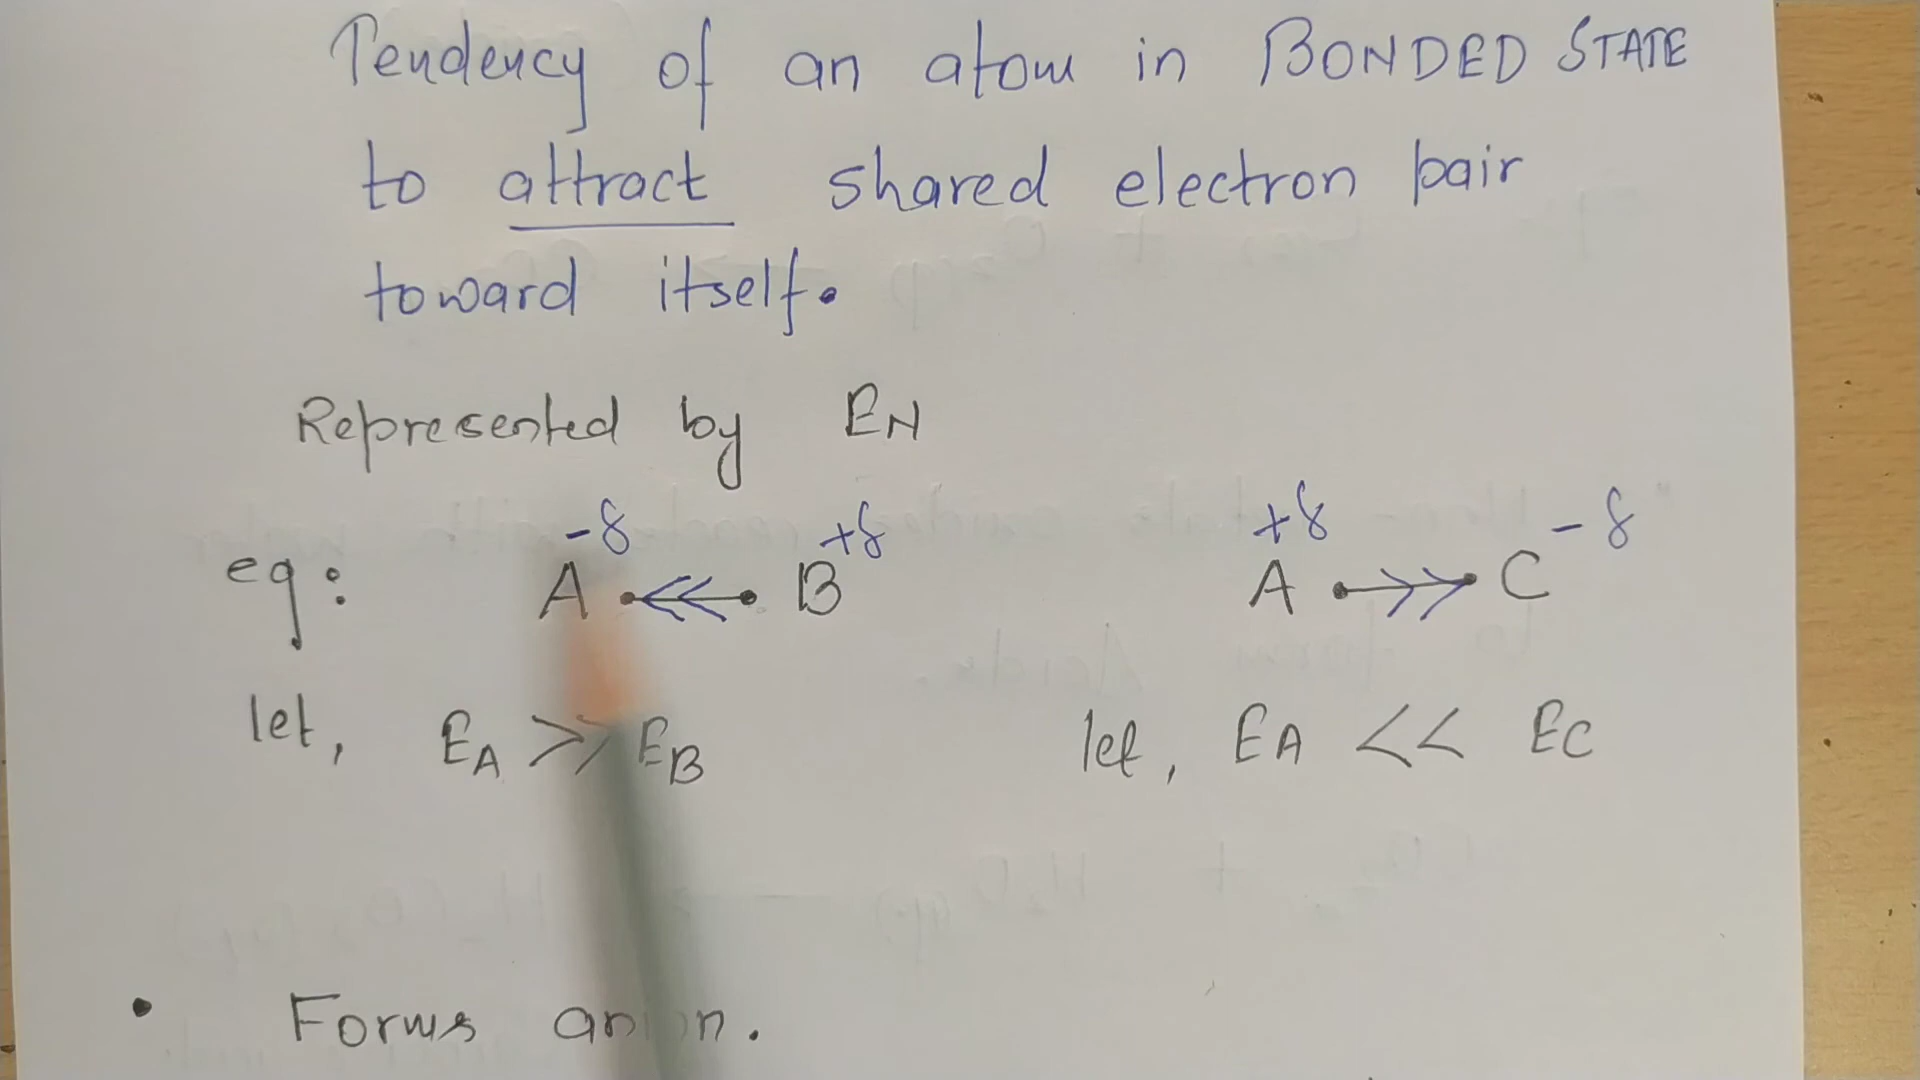 Tendency of an atom in BONDED STATE
to attract shared electron pair
toward itself.
Represented by EN
-δ +δ +δ -δ
eg: A B A C
let, EA >> EB let, EA << EC
• Forms anion.